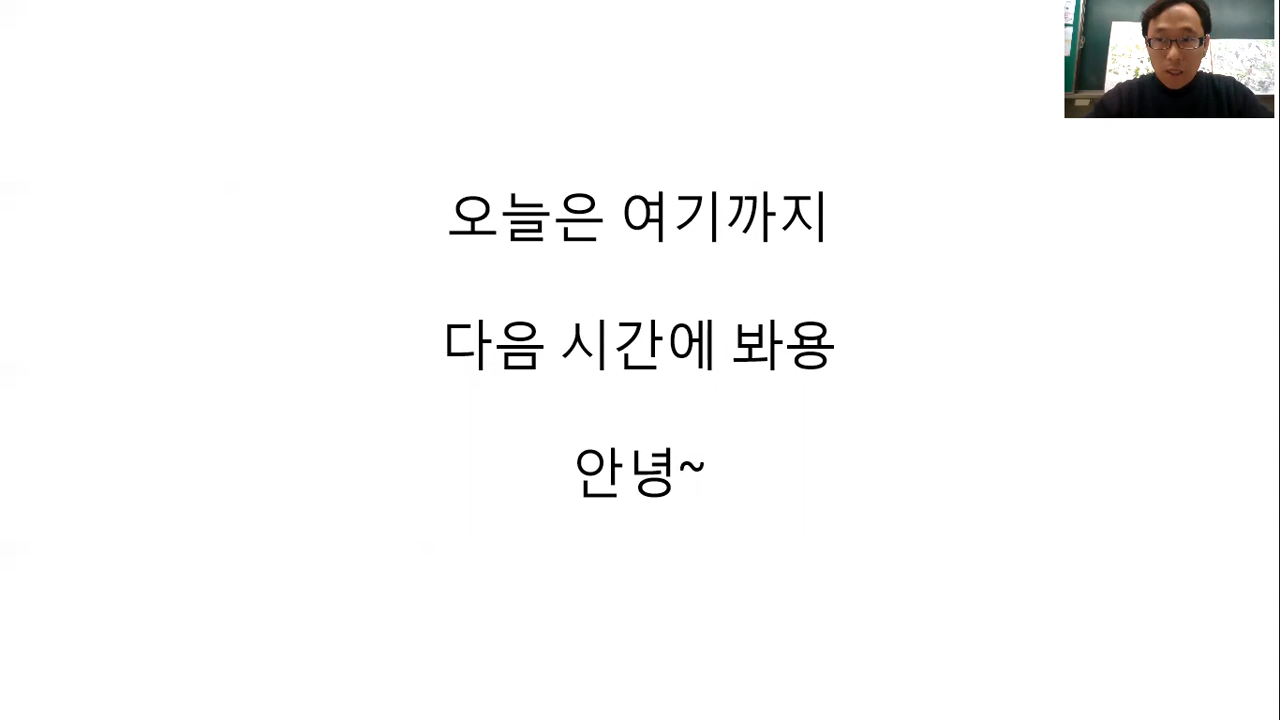 오늘은 여기까지
다음 시간에 봐용
안녕~